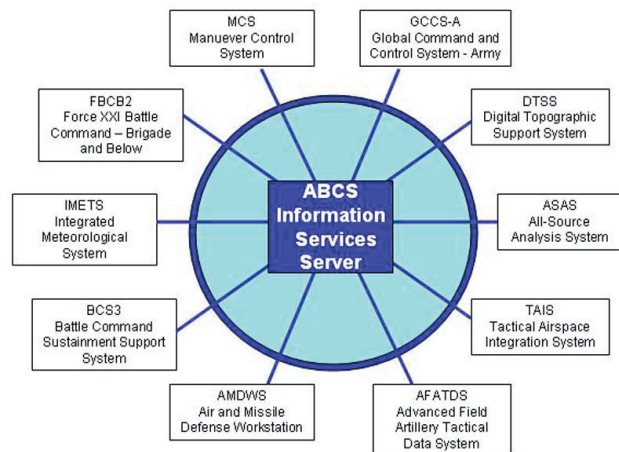 MCS
Manuever Control
System
GCCS-A
Global Command and
Control System - Army
FBCB2
Force XXI Battle
Command – Brigade
and Below
DTSS
Digital Topographic
Support System
ABCS
Information
Services
Server
IMETS
Integrated
Meteorological
System
ASAS
All-Source
Analysis System
BCS3
Battle Command
Sustainment Support
System
TAIS
Tactical Airspace
Integration System
AMDWS
Air and Missile
Defense Workstation
AFATDS
Advanced Field
Artillery Tactical
Data System